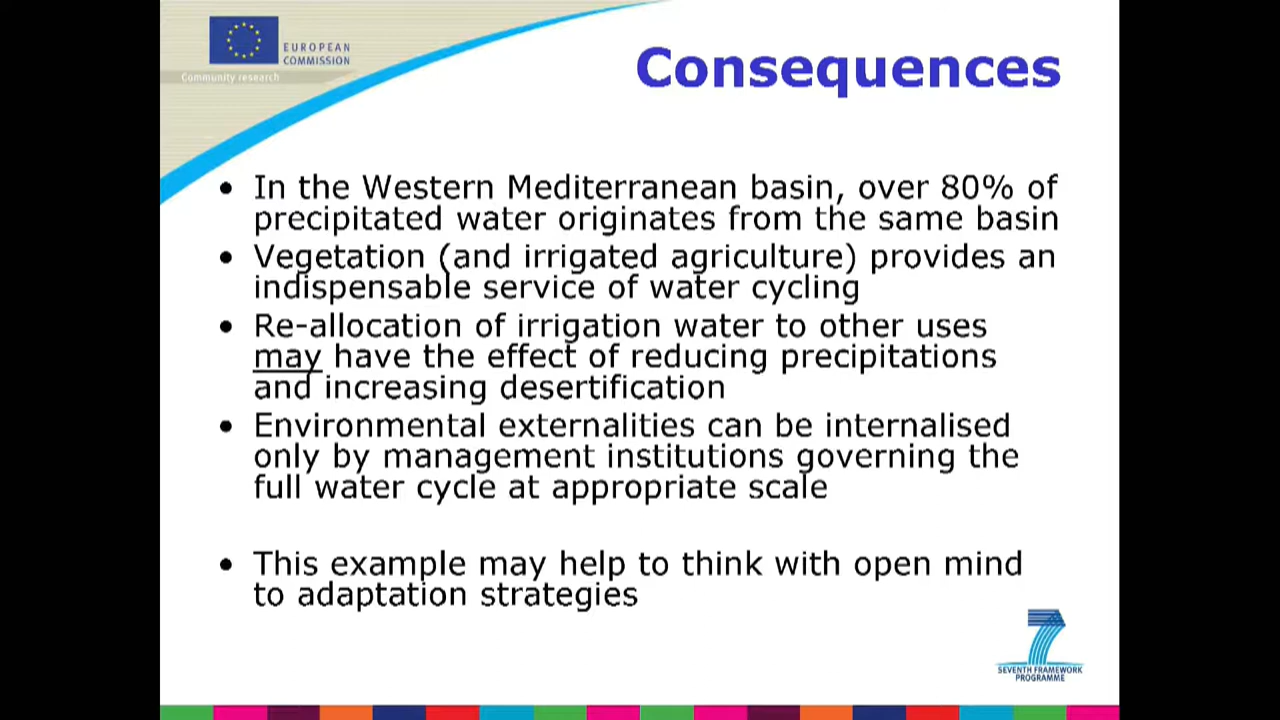 EUROPEAN
COMMISSION
Community research
Consequences
• In the Western Mediterranean basin, over 80% of
precipitated water originates from the same basin
• Vegetation (and irrigated agriculture) provides an
indispensable service of water cycling
• Re-allocation of irrigation water to other uses
may have the effect of reducing precipitations
and increasing desertification
• Environmental externalities can be internalised
only by management institutions governing the
full water cycle at appropriate scale
• This example may help to think with open mind
to adaptation strategies
7
SEVENTH FRAMEWORK
PROGRAMME